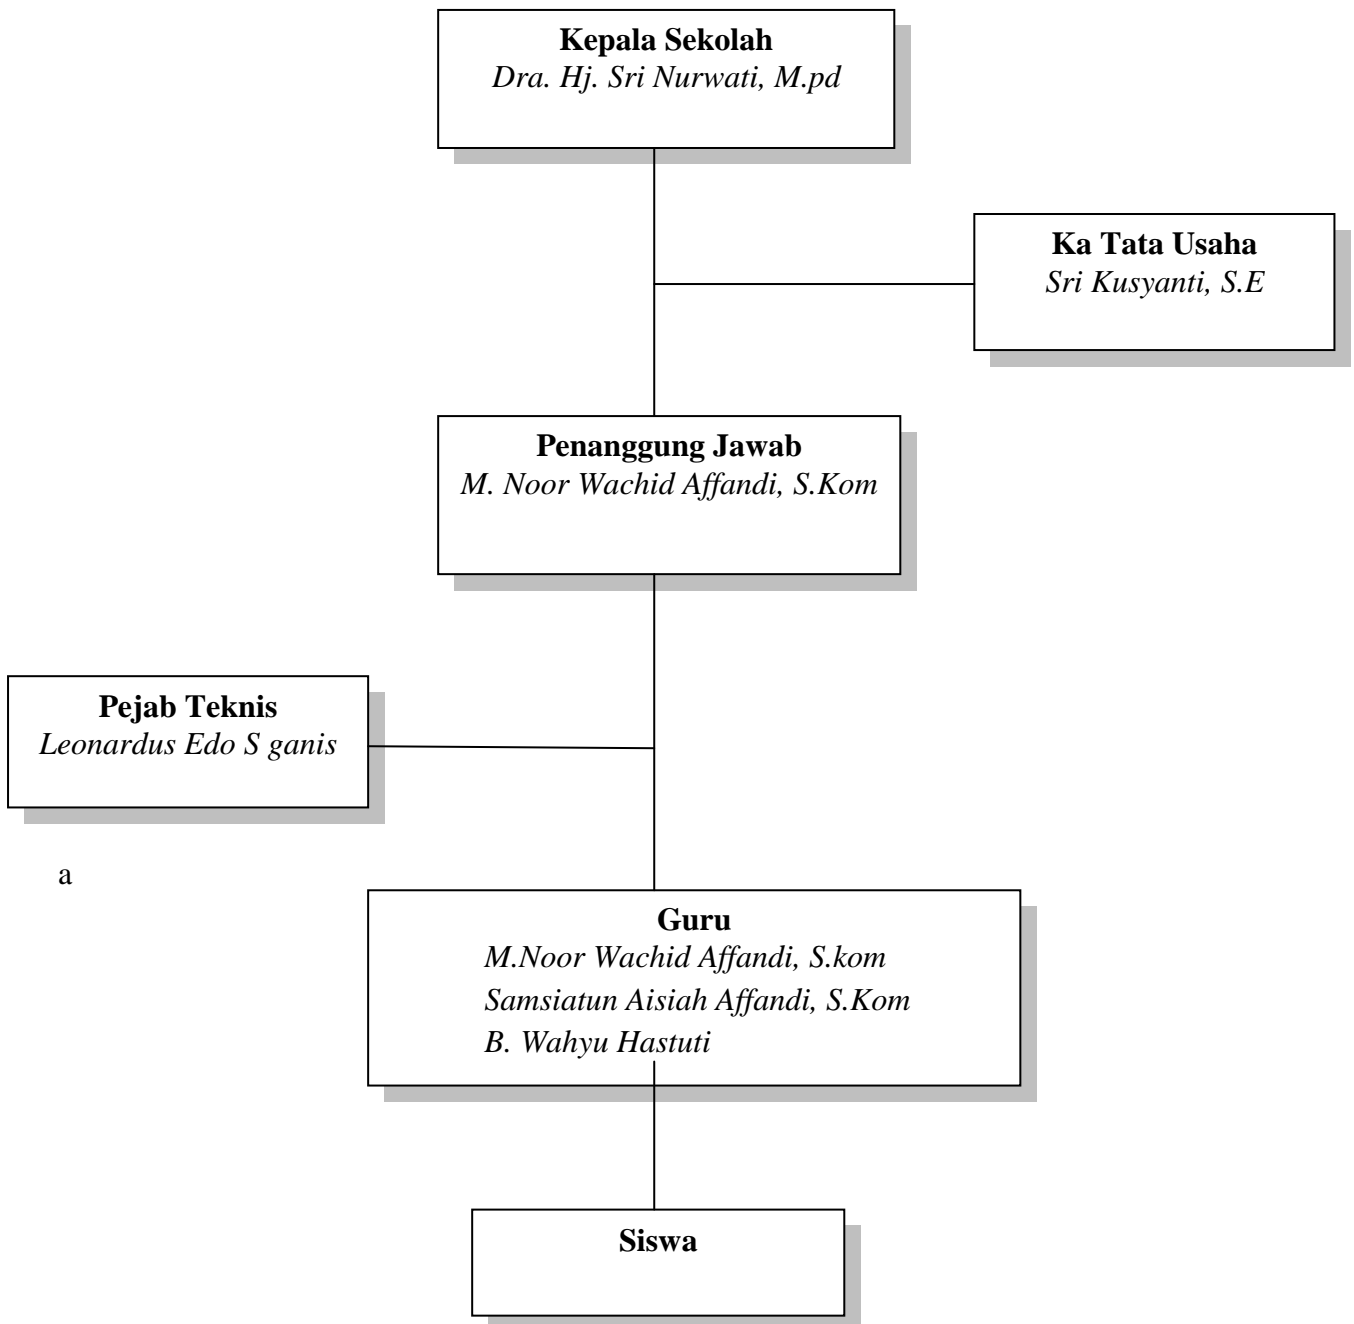 Kepala Sekolah
Dra. Hj. Sri Nurwati, M.pd
Ka Tata Usaha
Sri Kusyanti, S.E
Penanggung Jawab
M. Noor Wachid Affandi, S.Kom
Pejab Teknis
Leonardus Edo S ganis
a
Guru
M.Noor Wachid Affandi, S.kom
Samsiatun Aisiah Affandi, S.Kom
B. Wahyu Hastuti
Siswa